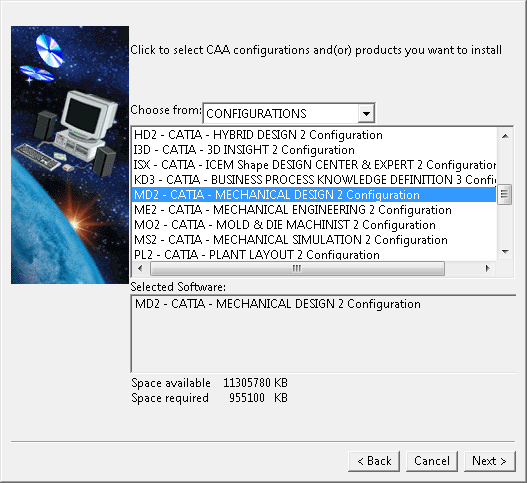 Click to select CAA configurations and(or) products you want to install
Choose from: CONFIGURATIONS
HD2 - CATIA - HYBRID DESIGN 2 Configuration
I3D - CATIA - 3D INSIGHT 2 Configuration
ISX - CATIA - ICEM Shape DESIGN CENTER & EXPERT 2 Configuration
KD3 - CATIA - BUSINESS PROCESS KNOWLEDGE DEFINITION 3 Confi
MD2 - CATIA - MECHANICAL DESIGN 2 Configuration
ME2 - CATIA - MECHANICAL ENGINEERING 2 Configuration
MO2 - CATIA - MOLD & DIE MACHINIST 2 Configuration
MS2 - CATIA - MECHANICAL SIMULATION 2 Configuration
PL2 - CATIA - PLANT LAYOUT 2 Configuration
Selected Software:
MD2 - CATIA - MECHANICAL DESIGN 2 Configuration
Space available 11305780 KB
Space required 955100 KB
< Back Cancel Next >